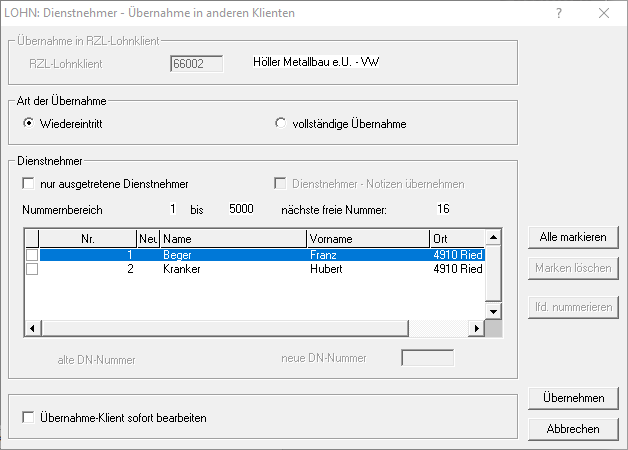 LOHN: Dienstnehmer - Übernahme in anderen Klienten ? ×
Übernahme in RZL-Lohnklient
RZL-Lohnklient 66002 Höller Metallbau e.U. - VW
Art der Übernahme
Wiedereintritt vollständige Übernahme
Dienstnehmer
nur ausgetretene Dienstnehmer Dienstnehmer - Notizen übernehmen
Nummernbereich 1 bis 5000 nächste freie Nummer: 16
Nr. Neu Name Vorname Ort
1 Beger Franz 4910 Ried
2 Kranker Hubert 4910 Ried
alte DN-Nummer neue DN-Nummer
Alle markieren
Marken löschen
lfd. nummerieren
Übernahme-Klient sofort bearbeiten
Übernehmen
Abbrechen